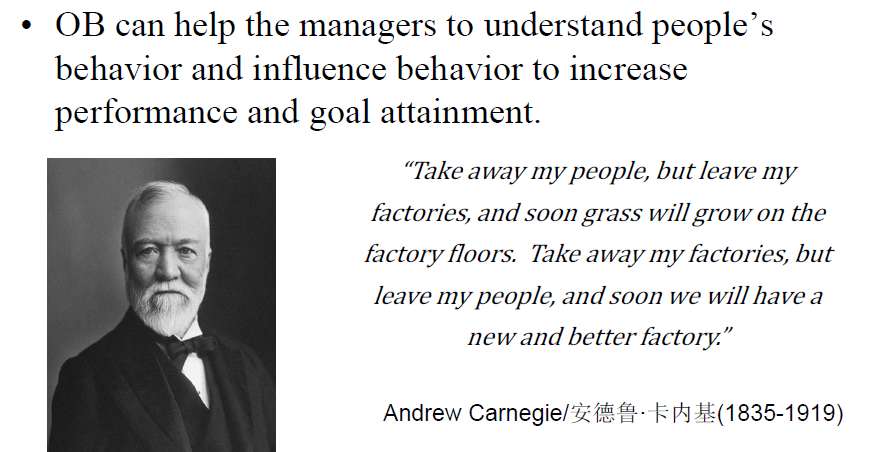 • OB can help the managers to understand people’s
behavior and influence behavior to increase
performance and goal attainment.
“Take away my people, but leave my
factories, and soon grass will grow on the
factory floors.  Take away my factories, but
leave my people, and soon we will have a
new and better factory.”
Andrew Carnegie/安德鲁·卡内基(1835-1919)